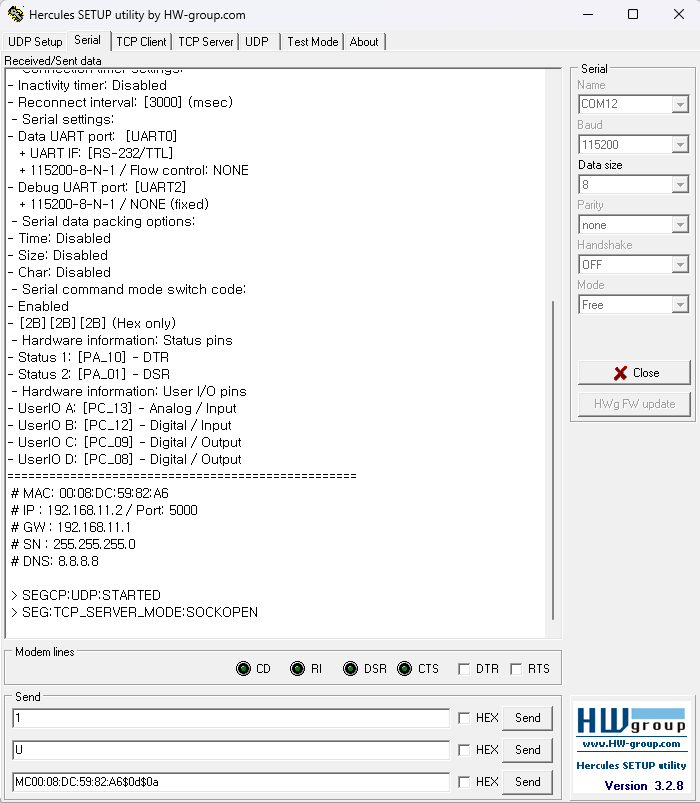 Hercules SETUP utility by HW-group.com
UDP Setup Serial TCP Client TCP Server UDP Test Mode About
Received/Sent data
- Connection timer settings:
- Inactivity timer: Disabled
- Reconnect interval: [3000] (msec)
- Serial settings:
- Data UART port: [UART0]
+ UART IF: [RS-232/TTL]
+ 115200-8-N-1 / Flow control: NONE
- Debug UART port: [UART2]
+ 115200-8-N-1 / NONE (fixed)
- Serial data packing options:
- Time: Disabled
- Size: Disabled
- Char: Disabled
- Serial command mode switch code:
- Enabled
- [2B][2B][2B] (Hex only)
- Hardware information: Status pins
- Status 1: [PA_10] - DTR
- Status 2: [PA_01] - DSR
- Hardware information: User I/O pins
- UserIO A: [PC_13] - Analog / Input
- UserIO B: [PC_12] - Digital / Input
- UserIO C: [PC_09] - Digital / Output
- UserIO D: [PC_08] - Digital / Output
==================================================
# MAC: 00:08:DC:59:82:A6
# IP : 192.168.11.2 / Port: 5000
# GW : 192.168.11.1
# SN : 255.255.255.0
# DNS: 8.8.8.8
> SEGCP:UDP:STARTED
> SEG:TCP_SERVER_MODE:SOCKOPEN
Serial
Name
COM12
Baud
115200
Data size
8
Parity
none
Handshake
OFF
Mode
Free
Close
HWg FW update
Modem lines
CD RI DSR CTS DTR RTS
Send
1 HEX Send
U HEX Send
MC00:08:DC:59:82:A6$0d$0a HEX Send
HWgroup
www.HW-group.com
Hercules SETUP utility
Version 3.2.8